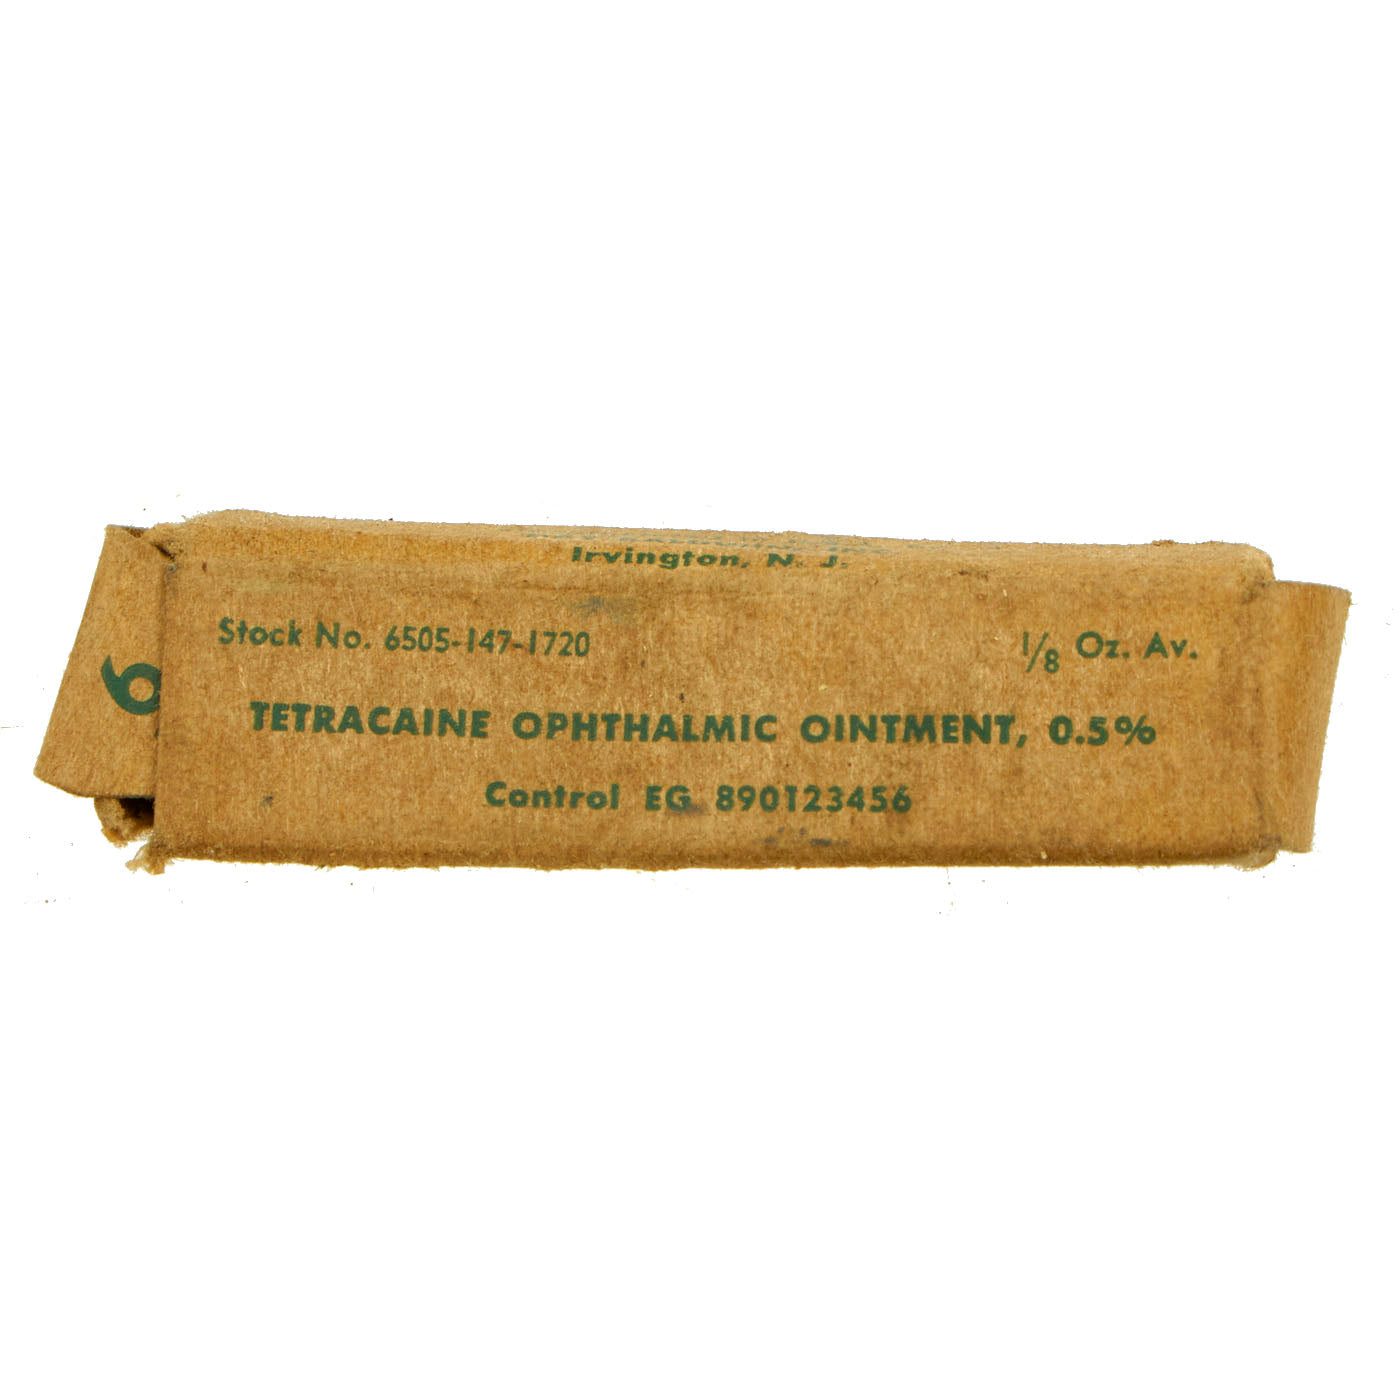 Irvington, N. J.
Stock No. 6505-147-1720 1/8 Oz. Av.
TETRACAINE OPHTHALMIC OINTMENT, 0.5%
Control EG 890123456